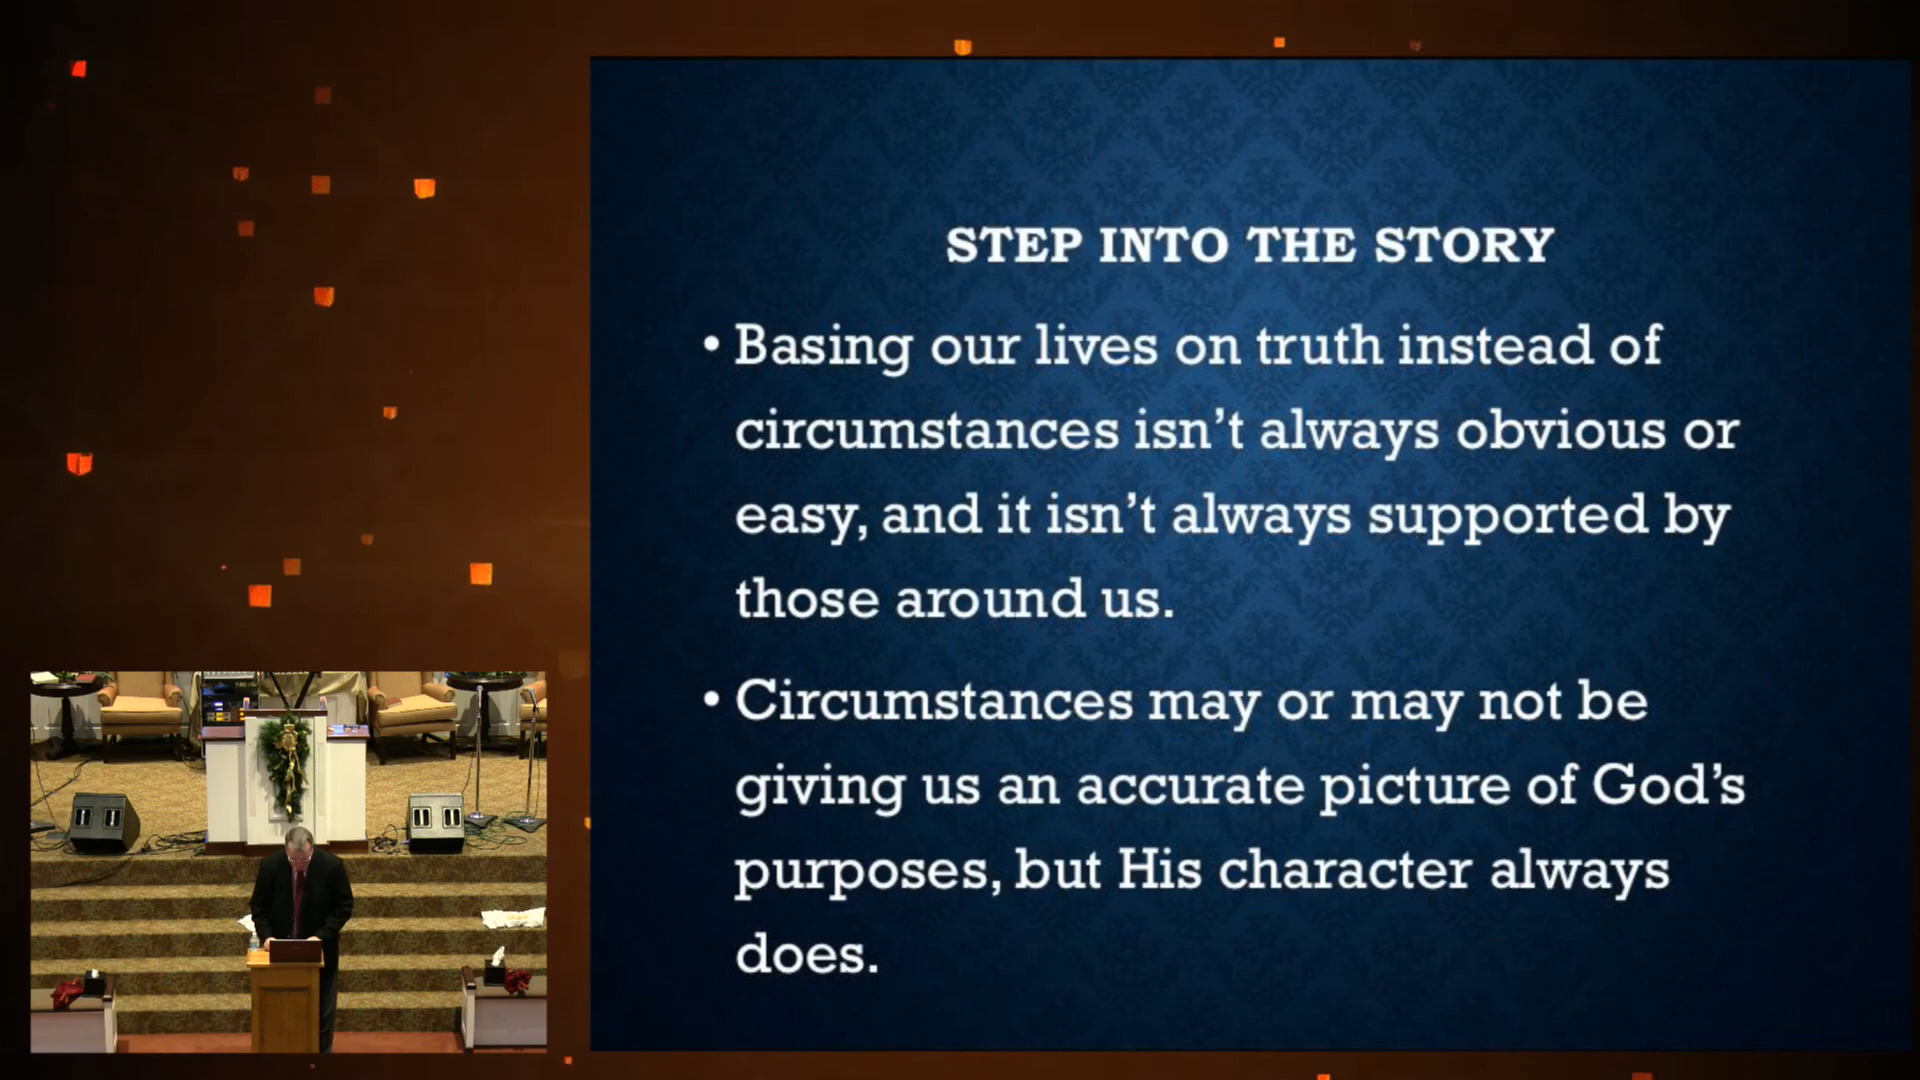 STEP INTO THE STORY
• Basing our lives on truth instead of
circumstances isn’t always obvious or
easy, and it isn’t always supported by
those around us.
• Circumstances may or may not be
giving us an accurate picture of God’s
purposes, but His character always
does.